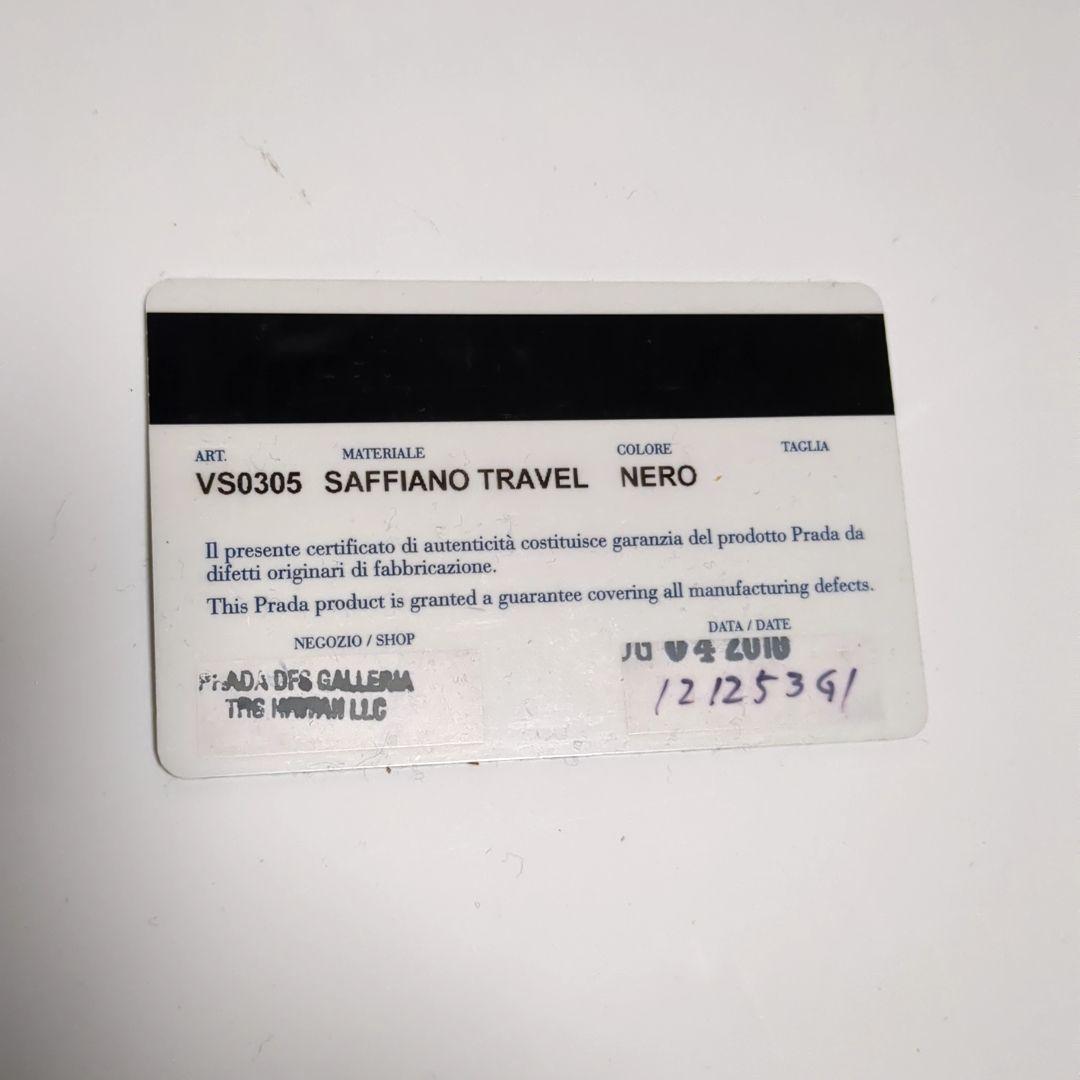 ART. MATERIALE COLORE TAGLIA
VS0305 SAFFIANO TRAVEL NERO
Il presente certificato di autenticità costituisce garanzia del prodotto Prada da
difetti originari di fabbricazione.
This Prada product is granted a guarantee covering all manufacturing defects.
NEGOZIO / SHOP
PRADA DFS GALLERIA
LLC
DATA / DATE
04